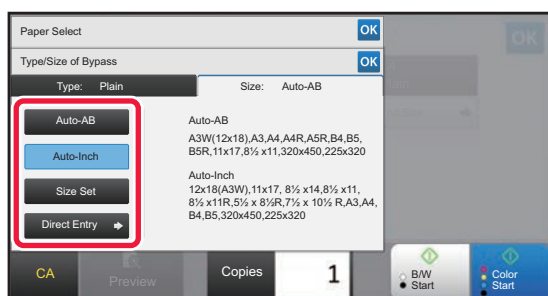 Paper Select
OK
OK
Type/Size of Bypass
OK
Type: Plain
Size: Auto-AB
Auto-AB
Auto-Inch
Size Set
Direct Entry
Auto-AB
A3W(12x18),A3,A4,A4R,A5R,B4,B5,
B5R,11x17,8½ x11,320x450,225x320
Auto-Inch
12x18(A3W),11x17, 8½ x14,8½ x11,
8½ x11R,5½ x 8½R,7½ x 10½ R,A3,A4,
B4,B5,320x450,225x320
CA
Preview
Copies
1
B/W
Start
Color
Start